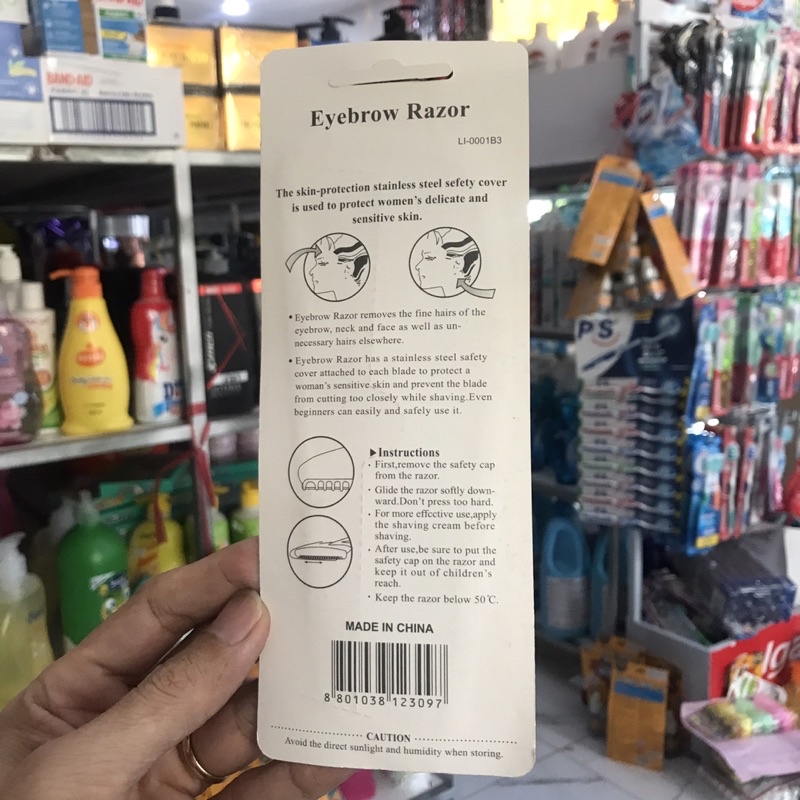 Eyebrow Razor
LI-0001B3
The skin-protection stainless steel sefety cover
is used to protect women's delicate and
sensitive skin.
• Eyebrow Razor removes the fine hairs of the
eyebrow, neck and face as well as un-
necessary hairs elsewhere.
• Eyebrow Razor has a stainless steel safety
cover attached to each blade to protect a
woman's sensitive skin and prevent the blade
from cutting too closely while shaving.Even
beginners can easily and safely use it.
▶Instructions
· First,remove the safety cap
from the razor.
· Glide the razor softly down-
ward.Don't press too hard.
· For more effcctive use,apply
the shaving cream before
shaving.
· After use,be sure to put the
safety cap on the razor and
keep it out of children's
reach.
· Keep the razor below 50℃.
MADE IN CHINA
8 801038 123097
CAUTION
Avoid the direct sunlight and humidity when storing.
BAND-AID
P/S